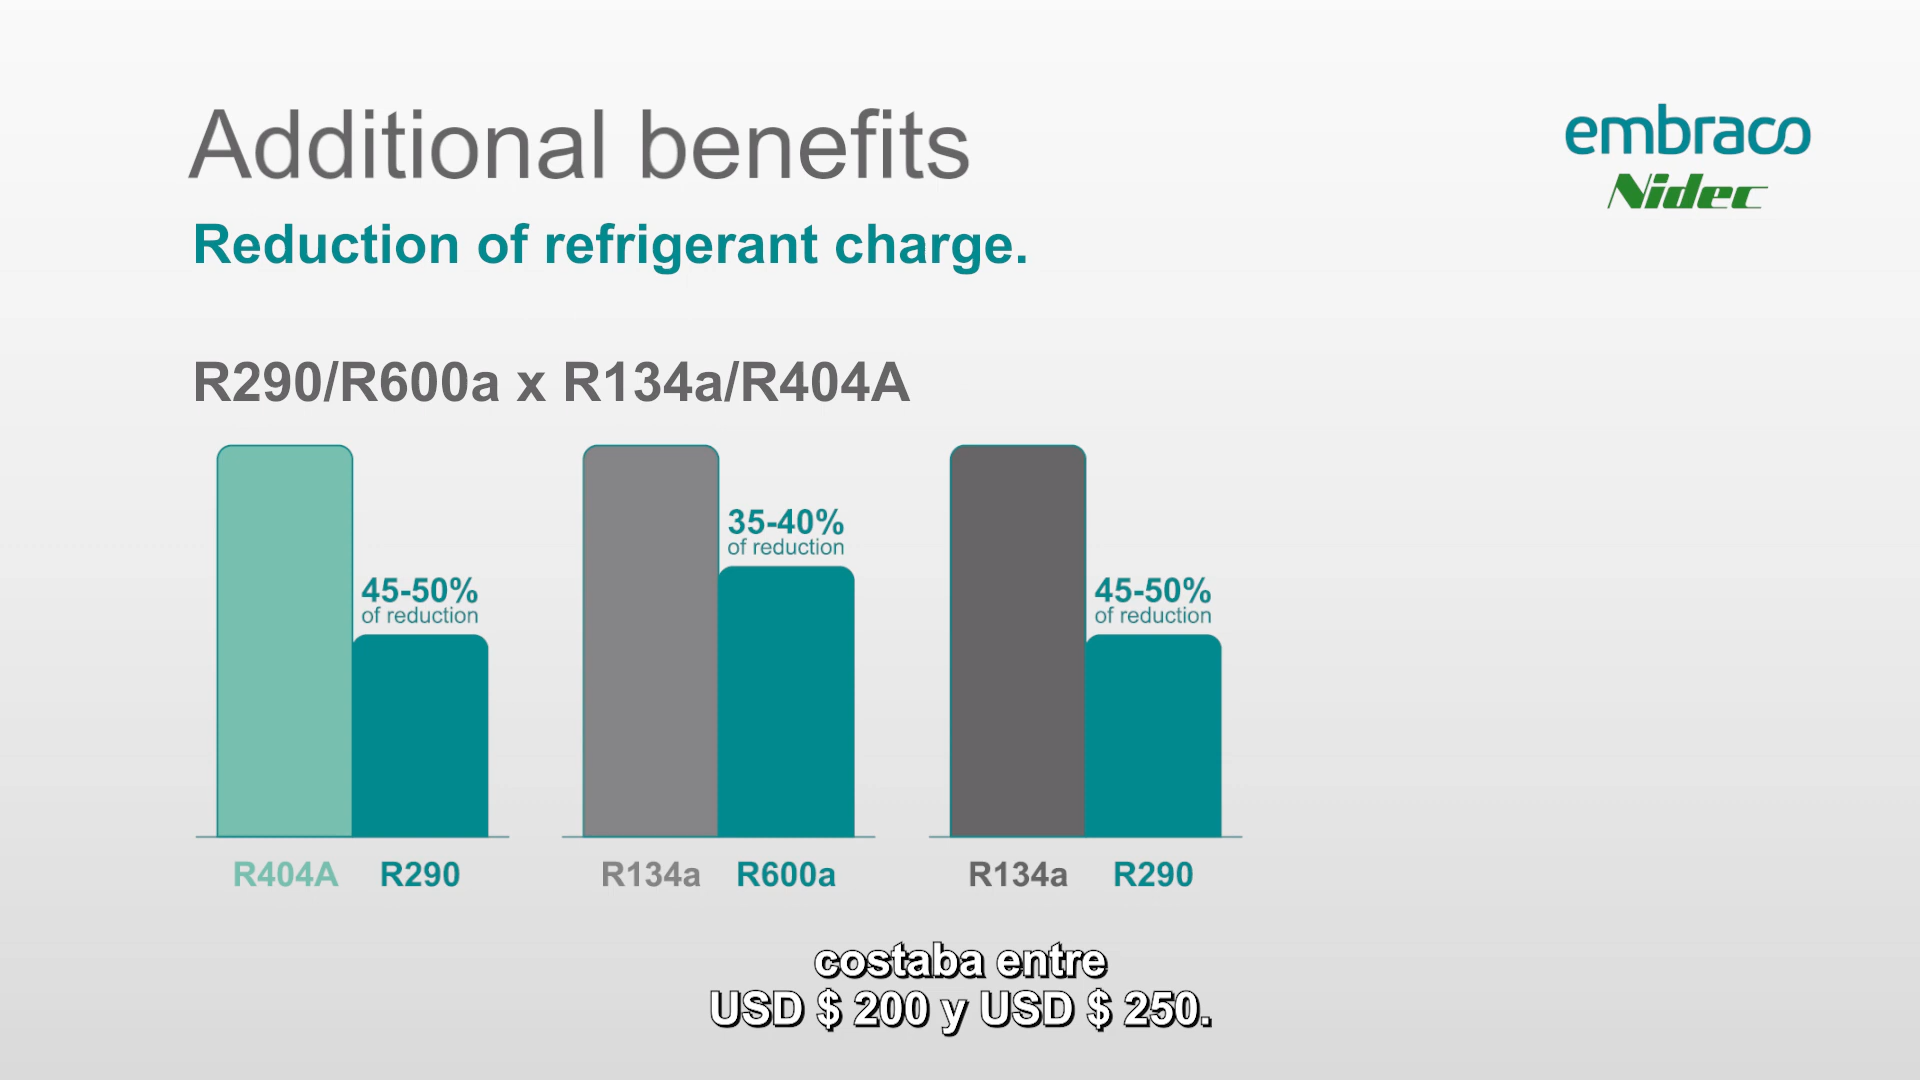 Additional benefits
embraco
Nidec
Reduction of refrigerant charge.
R290/R600a x R134a/R404A
45-50%
of reduction
35-40%
of reduction
45-50%
of reduction
R404A R290 R134a R600a R134a R290
costaba entre
USD $ 200 y USD $ 250.